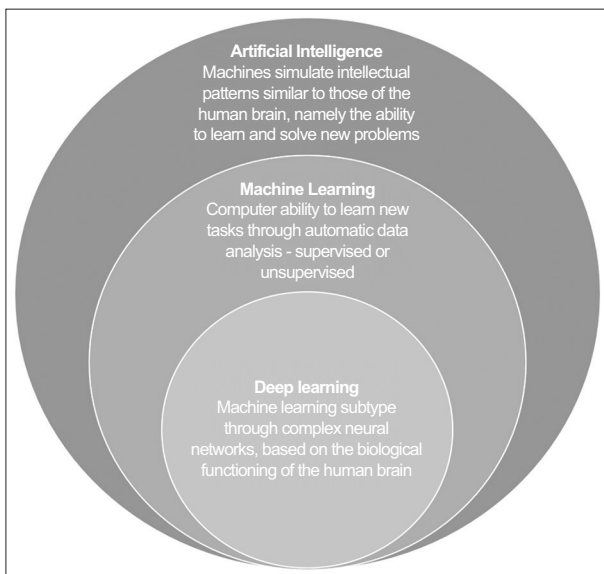 Artificial Intelligence
Machines simulate intellectual
patterns similar to those of the
human brain, namely the ability
to learn and solve new problems
Machine Learning
Computer ability to learn new
tasks through automatic data
analysis - supervised or
unsupervised
Deep learning
Machine learning subtype
through complex neural
networks, based on the biological
functioning of the human brain